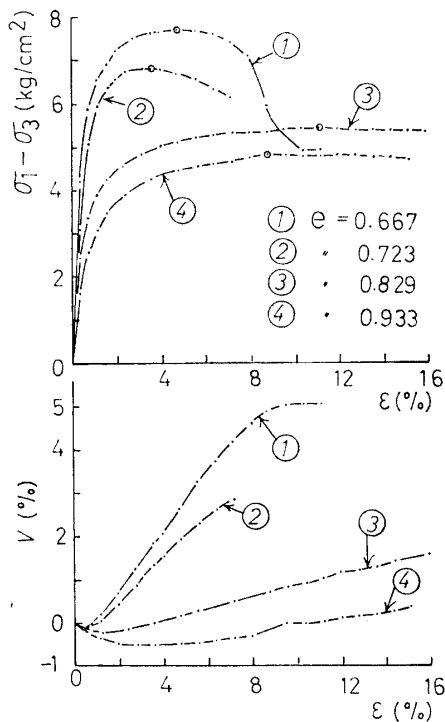 8
6
4
2
0
σ1 - σ3 (kg/cm2)
①
②
③
④
① e = 0.667
② " 0.723
③ " 0.829
④ " 0.933
4 8 12 16
ε (%)
5
V (%)
2
0
-1
①
②
③
④
0 4 8 12 16
ε (%)